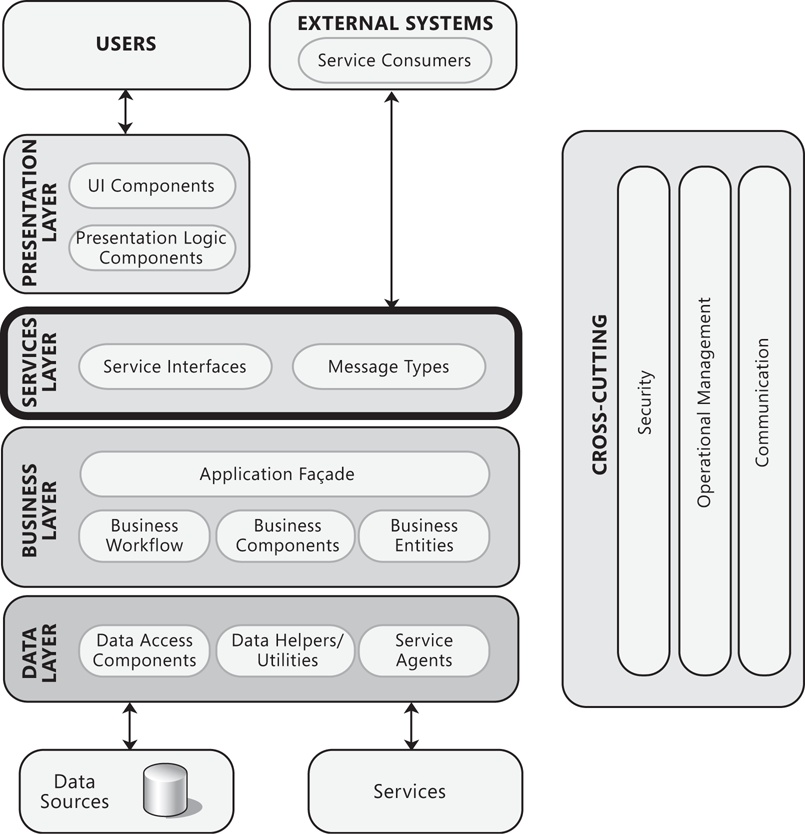 USERS
EXTERNAL SYSTEMS
Service Consumers
PRESENTATION
LAYER
UI Components
Presentation Logic
Components
SERVICES
LAYER
Service Interfaces
Message Types
BUSINESS
LAYER
Application Façade
Business
Workflow
Business
Components
Business
Entities
DATA
LAYER
Data Access
Components
Data Helpers/
Utilities
Service
Agents
Data
Sources
Services
CROSS-CUTTING
Security
Operational Management
Communication